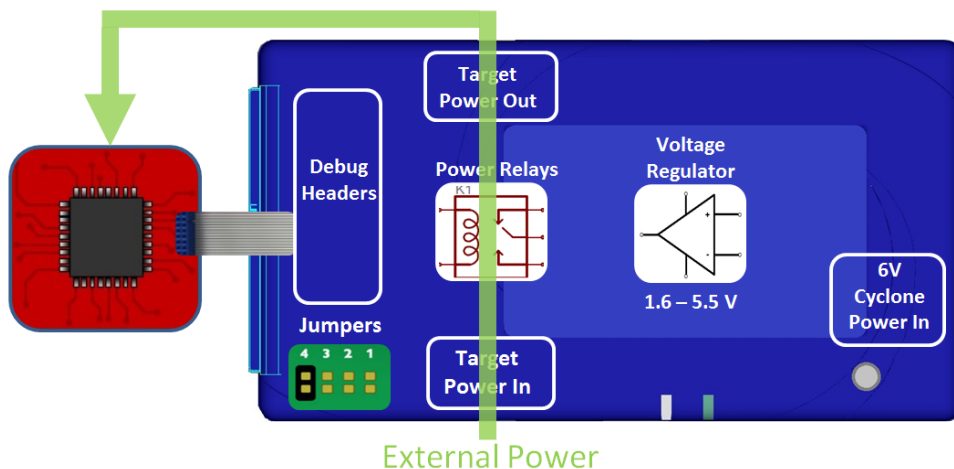 Target
Power Out
Debug
Headers
Power Relays
K1
Voltage
Regulator
+
-
1.6 – 5.5 V
6V
Cyclone
Power In
Jumpers
4 3 2 1
Target
Power In
External Power